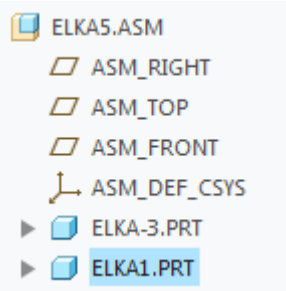 ELKA5.ASM
ASM_RIGHT
ASM_TOP
ASM_FRONT
ASM_DEF_CSYS
ELKA-3.PRT
ELKA1.PRT